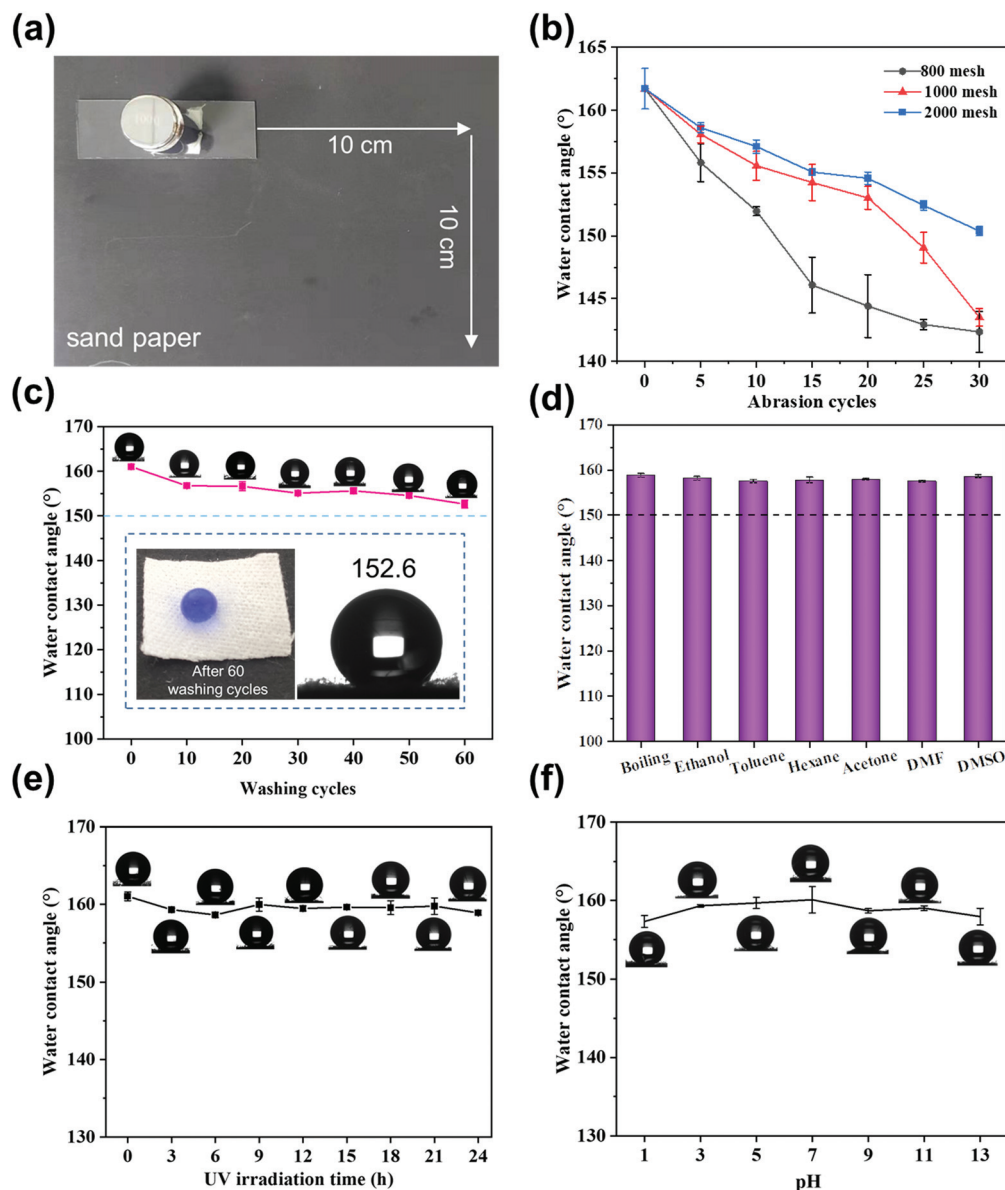 (a)
100g
10 cm
10 cm
sand paper
(b)
Water contact angle (°)
165
160
155
150
145
140
800 mesh
1000 mesh
2000 mesh
0 5 10 15 20 25 30
Abrasion cycles
(c)
Water contact angle (°)
170
160
150
140
130
120
110
100
152.6
After 60
washing cycles
0 10 20 30 40 50 60
Washing cycles
(d)
Water contact angle (°)
170
160
150
140
130
120
110
100
Boiling Ethanol Toluene Hexane Acetone DMF DMSO
(e)
Water contact angle (°)
170
160
150
160
130
0 3 6 9 12 15 18 21 24
UV irradiation time (h)
(f)
Water contact angle (°)
170
160
150
160
130
1 3 5 7 9 11 13
pH